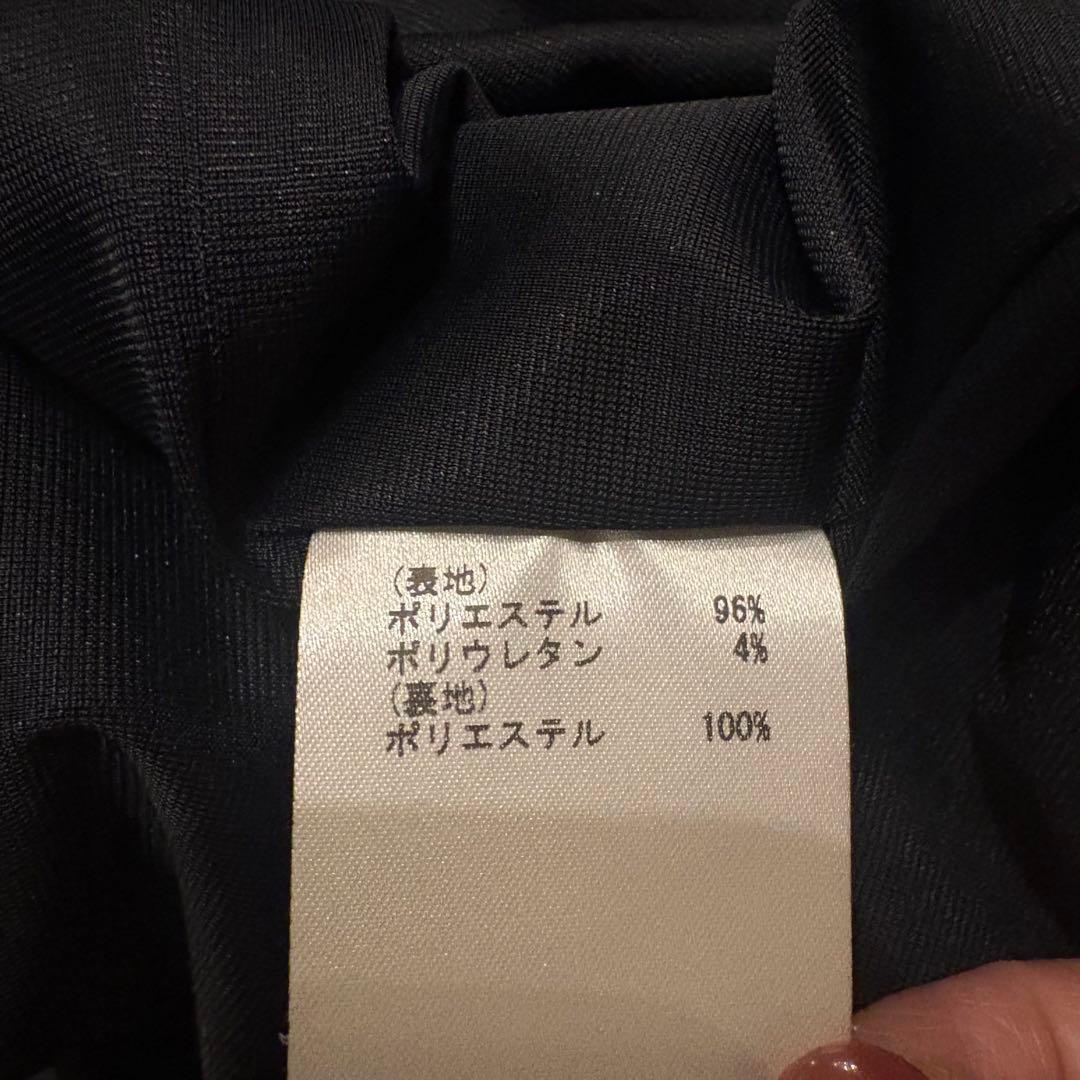 (表地)
ポリエステル 96%
ポリウレタン 4%
(裏地)
ポリエステル 100%